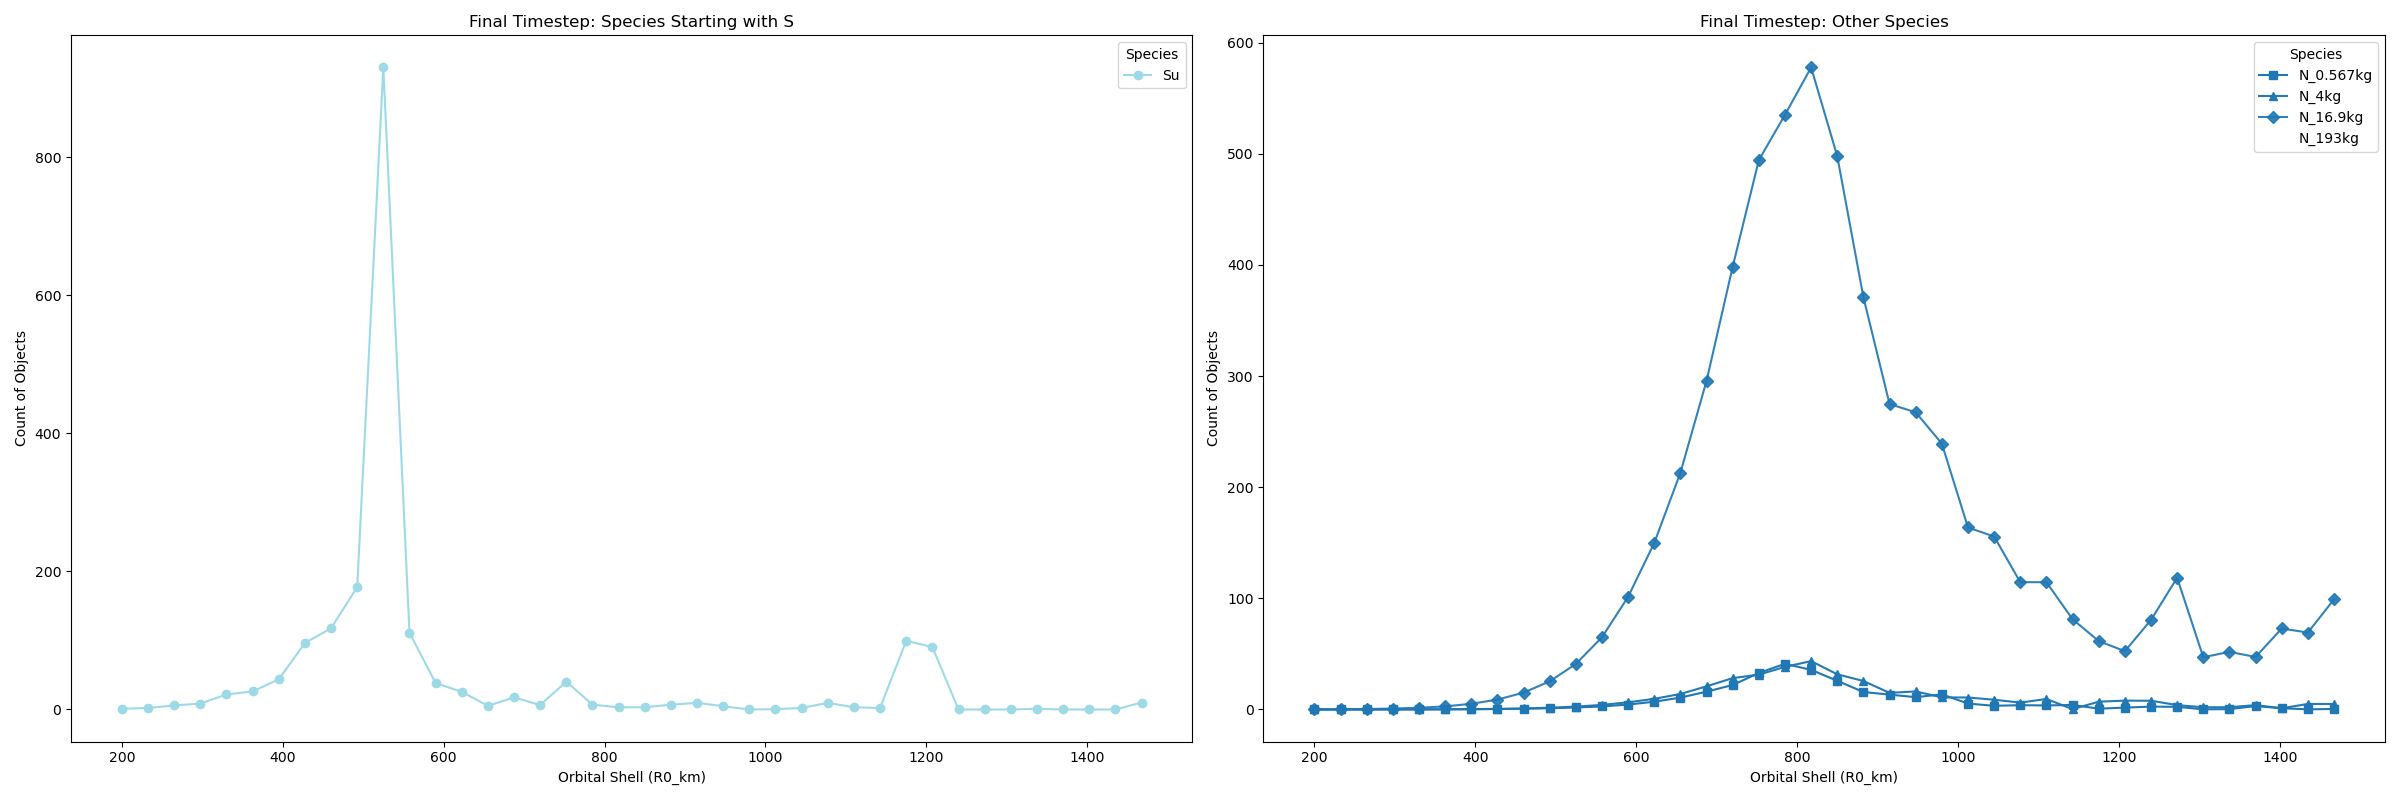 Final Timestep: Species Starting with S
Species
Su
Count of Objects
800
600
400
200
0
200 400 600 800 1000 1200 1400
Orbital Shell (R0_km)
Final Timestep: Other Species
Species
N_0.567kg
N_4kg
N_16.9kg
N_193kg
Count of Objects
600
500
400
300
200
100
0
200 400 600 800 1000 1200 1400
Orbital Shell (R0_km)